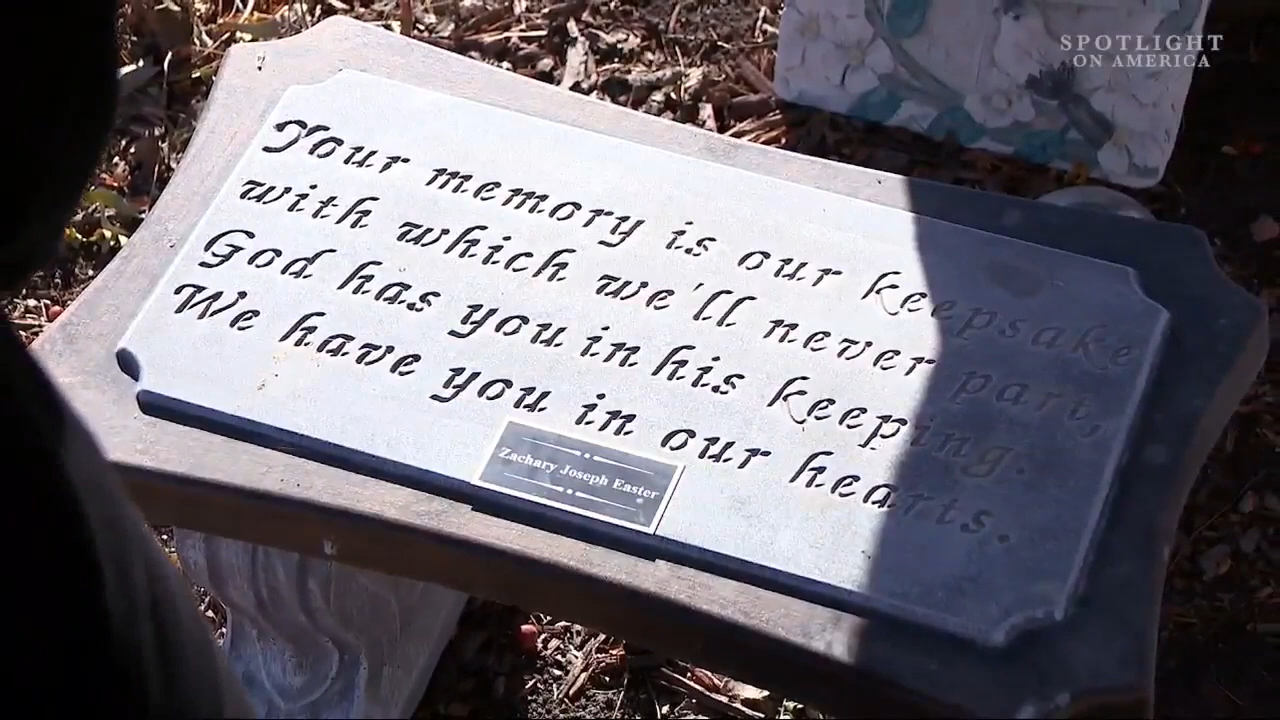 SPOTLIGHT
ON AMERICA
Your memory is our keepsake
with which we'll never part,
God has you in his keeping
We have you in our hearts.
Zachary Joseph Easter